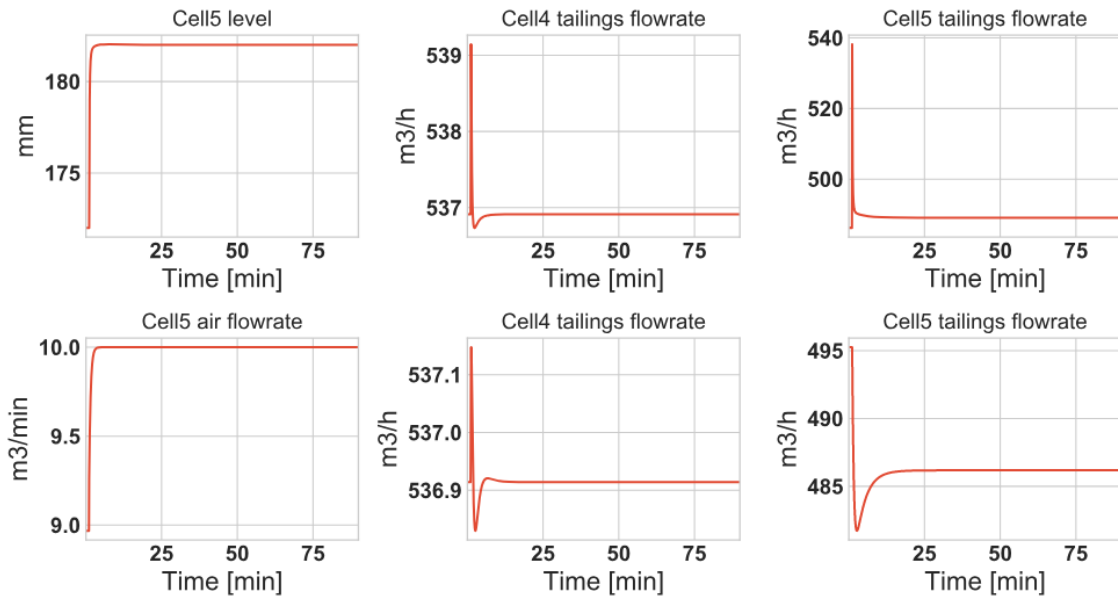 Cell5 level
180
175
mm
25 50 75
Time [min]
Cell4 tailings flowrate
539
538
537
m3/h
25 50 75
Time [min]
Cell5 tailings flowrate
540
520
500
m3/h
25 50 75
Time [min]
Cell5 air flowrate
10.0
9.5
9.0
m3/min
25 50 75
Time [min]
Cell4 tailings flowrate
537.1
537.0
536.9
m3/h
25 50 75
Time [min]
Cell5 tailings flowrate
495
490
485
m3/h
25 50 75
Time [min]